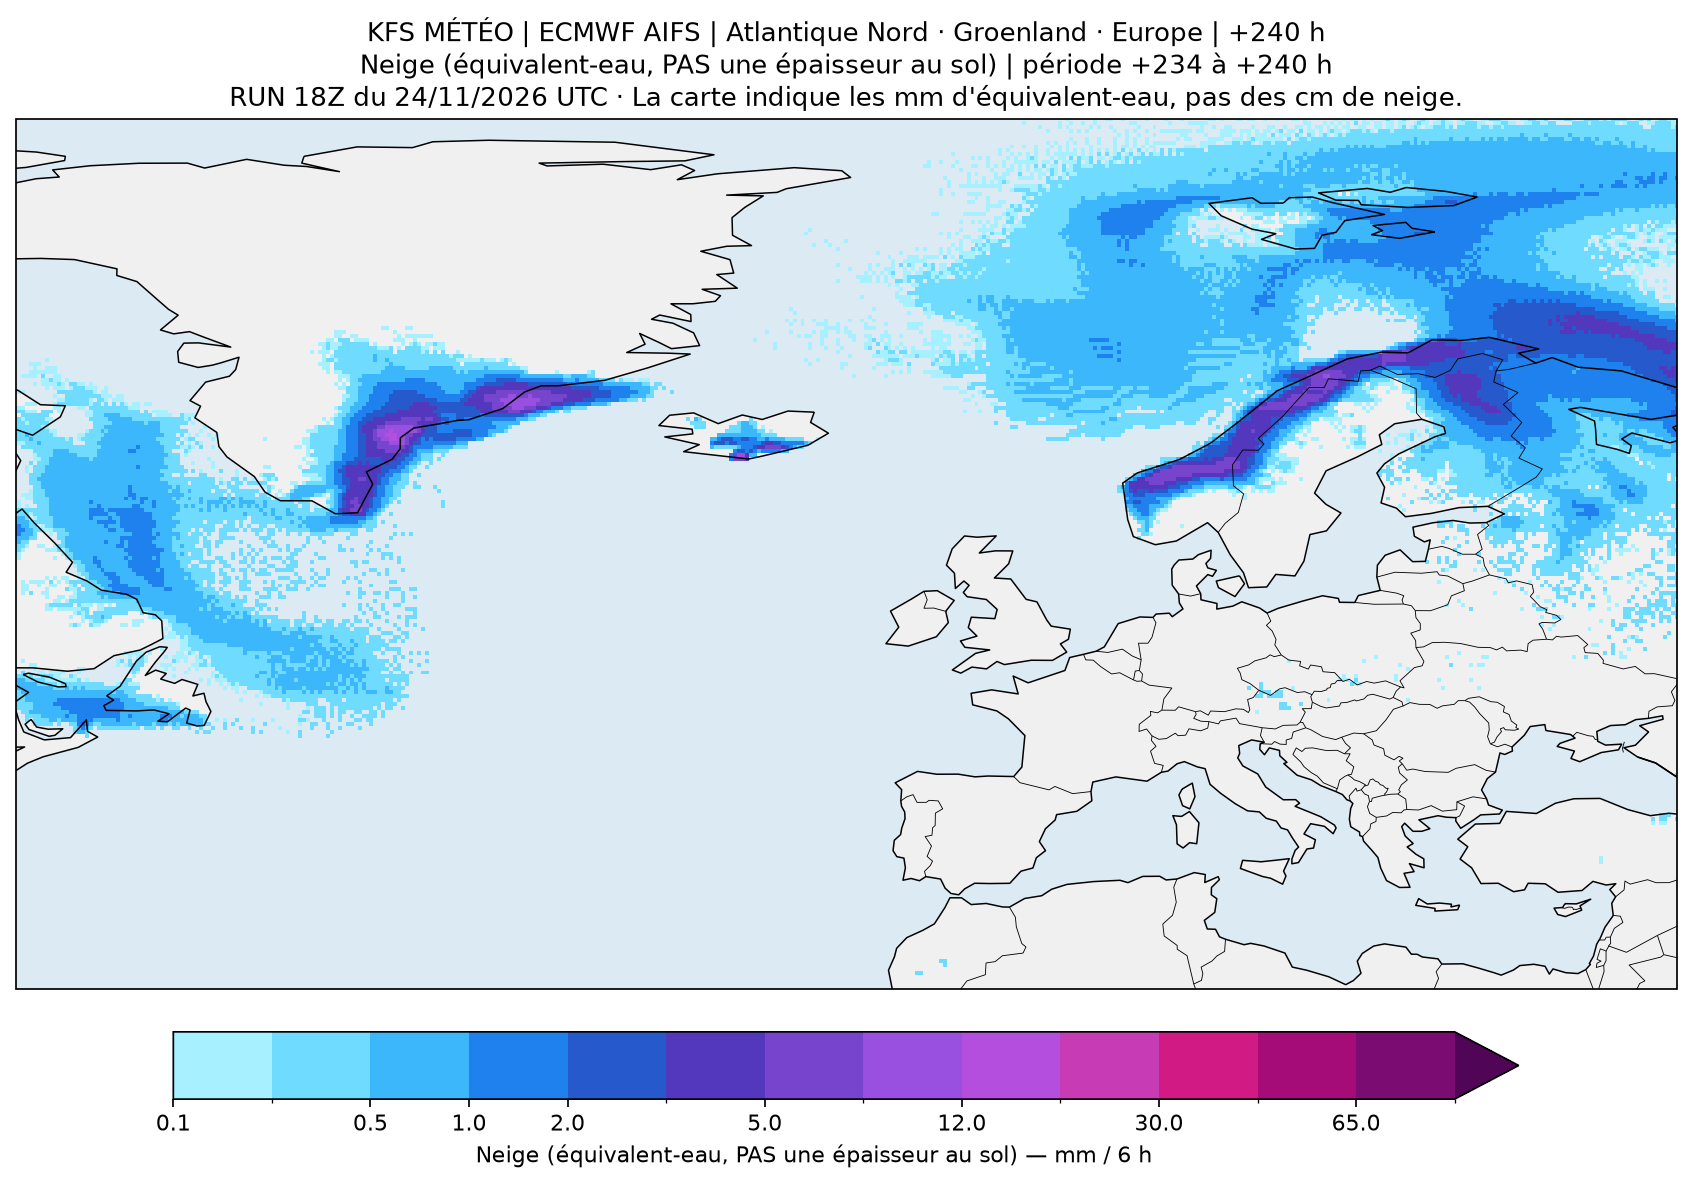 KFS MÉTÉO | ECMWF AIFS | Atlantique Nord · Groenland · Europe | +240 h
Neige (équivalent-eau, PAS une épaisseur au sol) | période +234 à +240 h
RUN 18Z du 24/11/2026 UTC · La carte indique les mm d'équivalent-eau, pas des cm de neige.
0.1 0.5 1.0 2.0 5.0 12.0 30.0 65.0
Neige (équivalent-eau, PAS une épaisseur au sol) — mm / 6 h